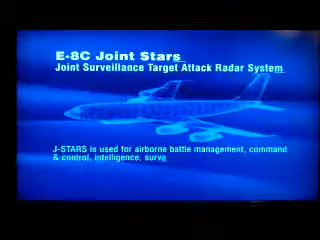 E-8C Joint Stars
Joint Surveillance Target Attack Radar System
J-STARS is used for airborne battle management, command
& control, intelligence, surve